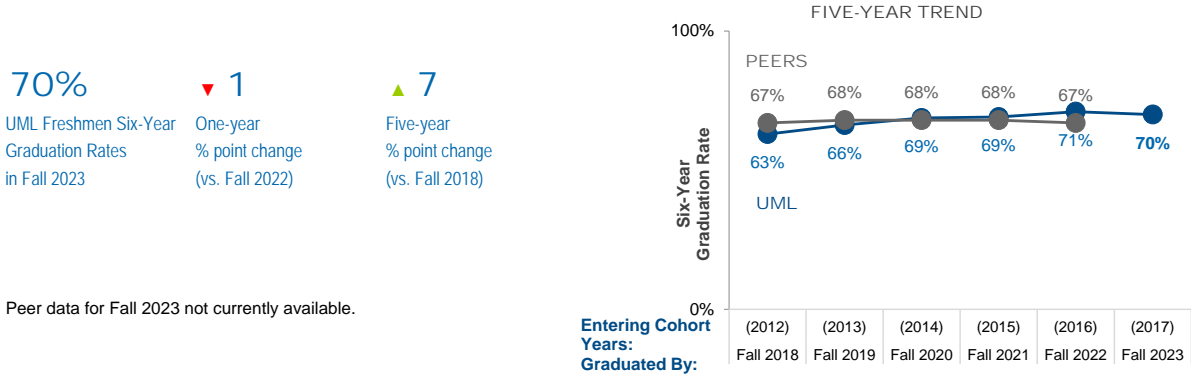 70%
UML Freshmen Six-Year
Graduation Rates
in Fall 2023
▼ 1
One-year
% point change
(vs. Fall 2022)
▲ 7
Five-year
% point change
(vs. Fall 2018)
Peer data for Fall 2023 not currently available.
FIVE-YEAR TREND
100%
PEERS
67% 68% 68% 68% 67%
63% 66% 69% 69% 71% 70%
UML
Six-Year
Graduation Rate
0%
Entering Cohort
Years:
(2012) (2013) (2014) (2015) (2016) (2017)
Graduated By:
Fall 2018 Fall 2019 Fall 2020 Fall 2021 Fall 2022 Fall 2023